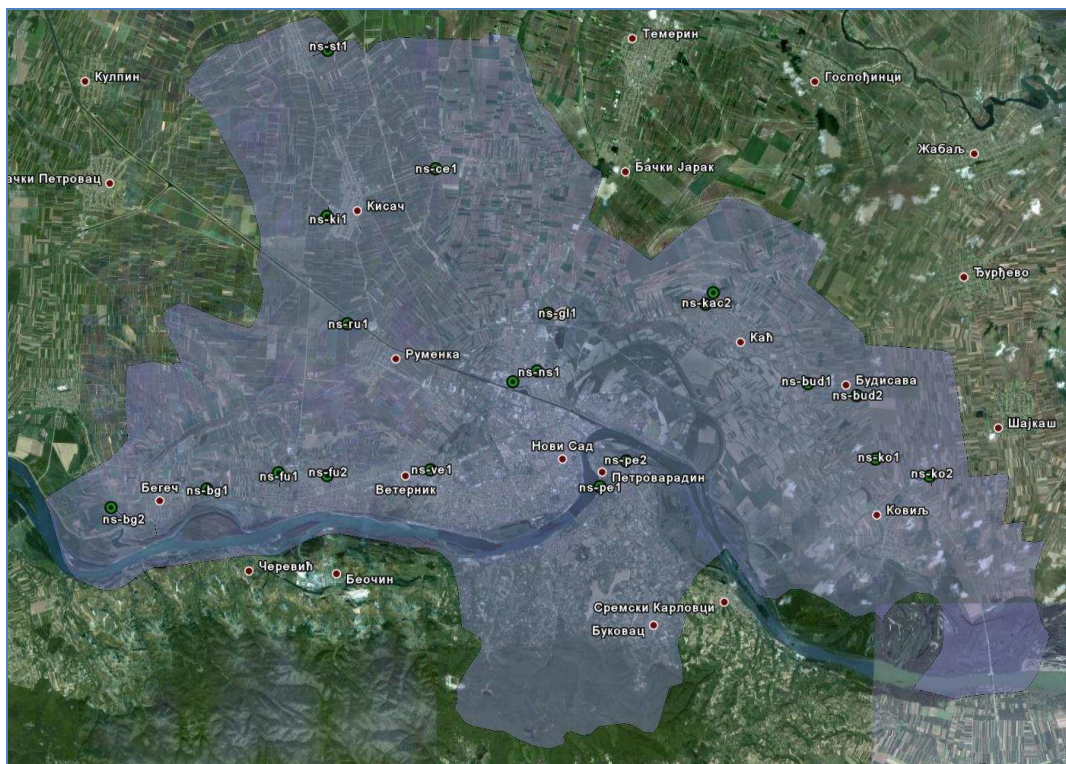 Темерин
ns-st1
Кулпин
Госпођинци
Жабаљ
ns-ce1
Бачки Јарак
ачки Петровац
Кисач
ns-ki1
Ђурђево
ns-kac2
ns-gl1
ns-ru1
Каћ
Руменка
ns-ns1
ns-bud1
Будисава
ns-bud2
Шајкаш
Нови Сад
ns-pe2
ns-ko1
ns-fu1
ns-fu2
ns-ve1
Петроварадин
ns-ko2
Ветерник
ns-pe1
Бегеч
ns-bg1
ns-bg2
Ковиљ
Черевић
Беочин
Сремски Карловци
Буковац